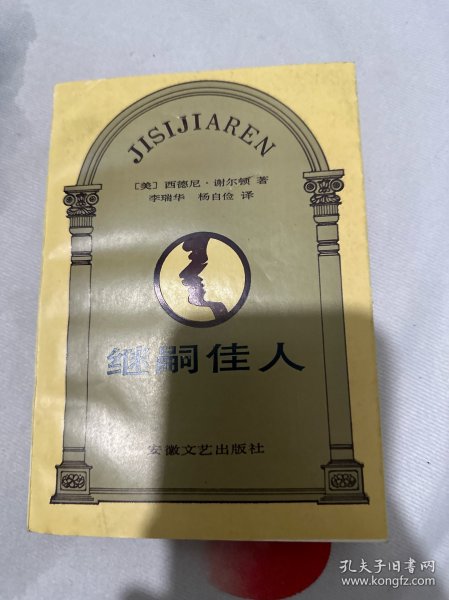 JISIJIAREN
[美] 西德尼·谢尔顿 著
李瑞华 杨自俭 译
继嗣佳人
安徽文艺出版社
孔夫子旧书网
www.kongfz.com